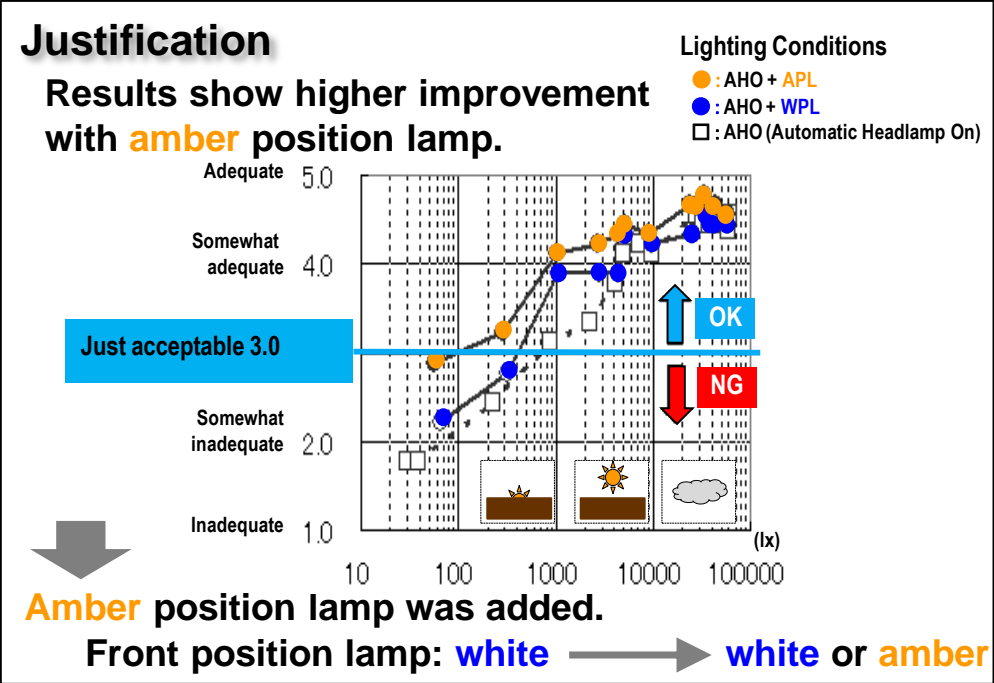 Justification
Results show higher improvement
with amber position lamp.
Lighting Conditions
: AHO + APL
: AHO + WPL
: AHO (Automatic Headlamp On)
Adequate 5.0
Somewhat
adequate 4.0
Just acceptable 3.0
OK
NG
Somewhat
inadequate 2.0
Inadequate 1.0
(lx)
10 100 1000 10000 100000
Amber position lamp was added.
Front position lamp: white white or amber